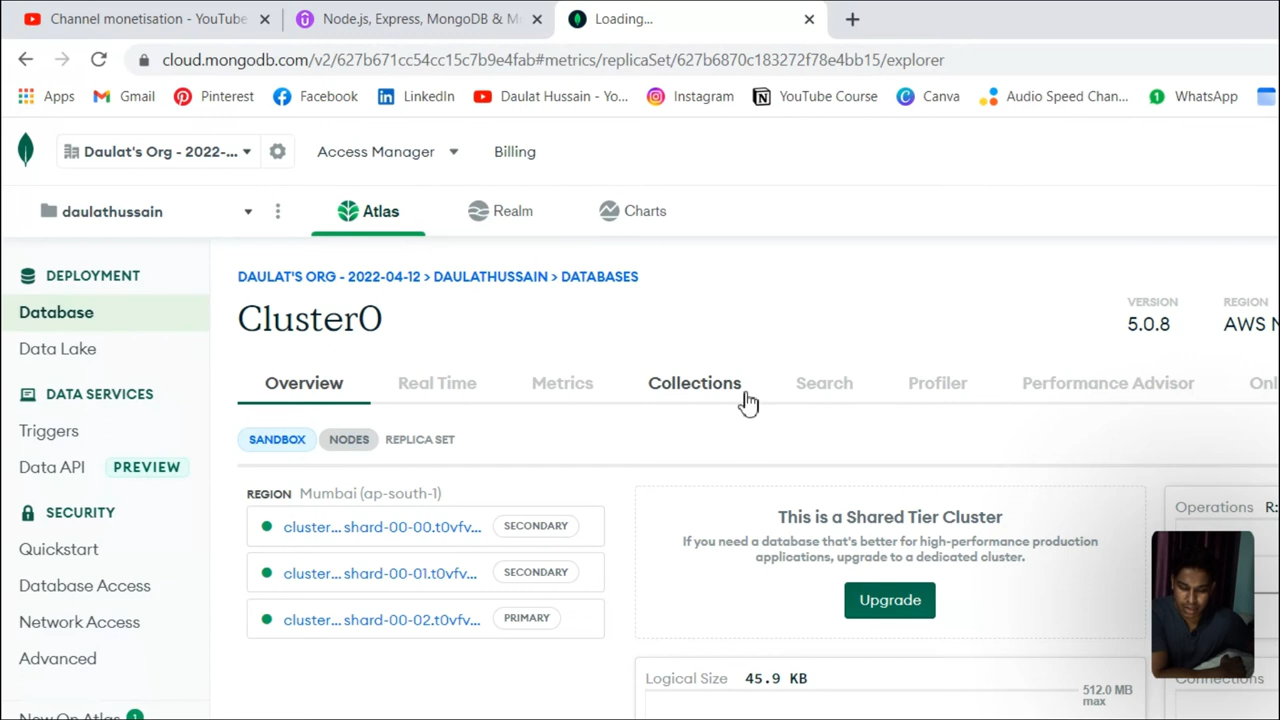 Channel monetisation - YouTube
Node.js, Express, MongoDB & M
Loading...
cloud.mongodb.com/v2/627b671cc54cc15c7b9e4fab#metrics/replicaSet/627b6870c183272f78e4bb15/explorer
Apps Gmail Pinterest Facebook LinkedIn Daulat Hussain - Yo... Instagram YouTube Course Canva Audio Speed Chan... WhatsApp
Daulat's Org - 2022-... Access Manager Billing
daulathussain Atlas Realm Charts
DEPLOYMENT
Database
Data Lake
DATA SERVICES
Triggers
Data API PREVIEW
SECURITY
Quickstart
Database Access
Network Access
Advanced
New On Atlas 1
DAULAT'S ORG - 2022-04-12 > DAULATHUSSAIN > DATABASES
Cluster0
VERSION
5.0.8
REGION
AWS
Overview Real Time Metrics Collections Search Profiler Performance Advisor
SANDBOX NODES REPLICA SET
REGION Mumbai (ap-south-1)
cluster... shard-00-00.t0vfv... SECONDARY
cluster... shard-00-01.t0vfv... SECONDARY
cluster... shard-00-02.t0vfv... PRIMARY
This is a Shared Tier Cluster
If you need a database that's better for high-performance production
applications, upgrade to a dedicated cluster.
Upgrade
Logical Size 45.9 KB
512.0 MB
max
Operations R:
Connections